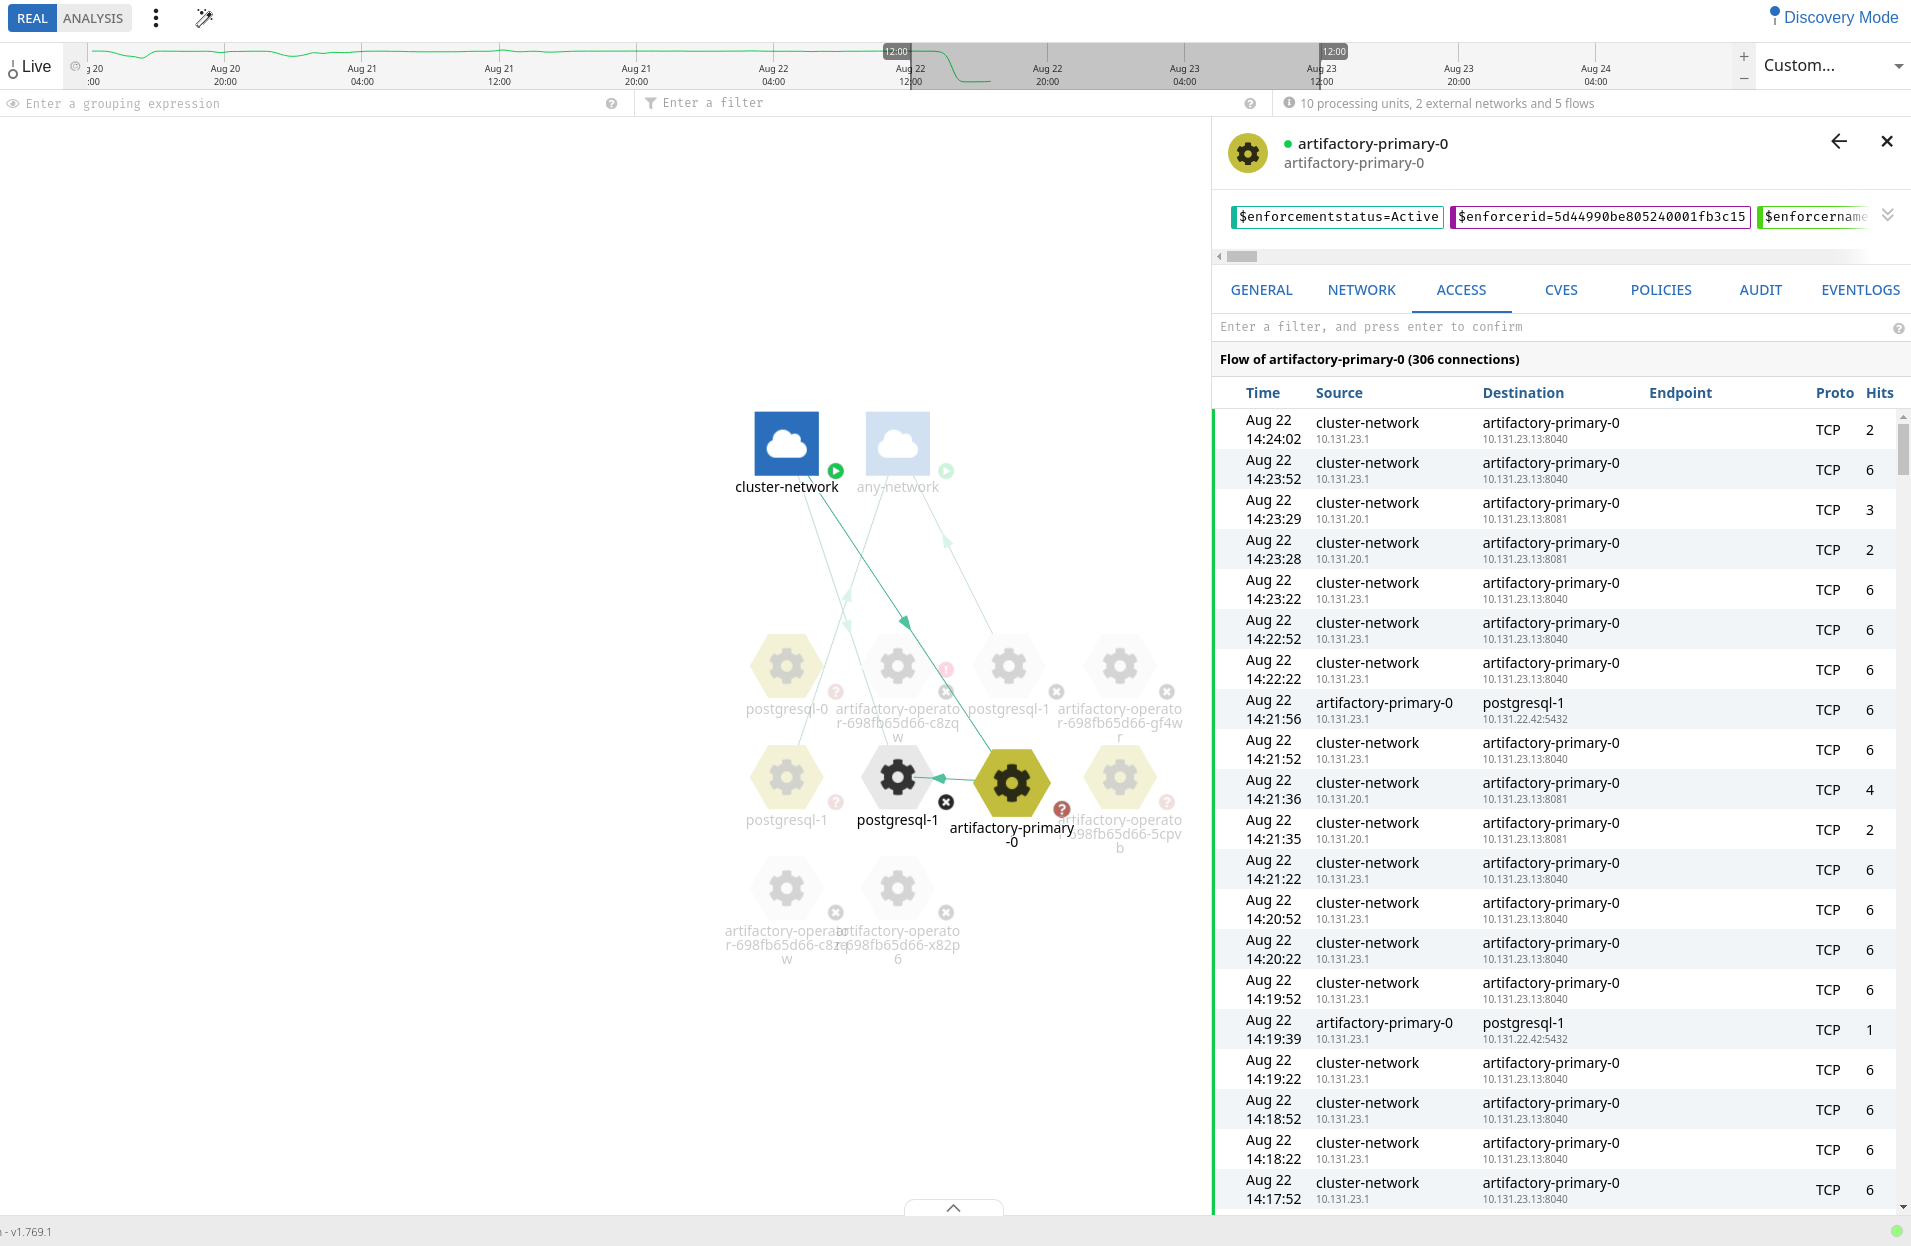 REAL ANALYSIS
Discovery Mode
Live
12:00
12:00
g 20
:00
Aug 20
20:00
Aug 21
04:00
Aug 21
12:00
Aug 21
20:00
Aug 22
04:00
Aug 22
12:00
Aug 22
20:00
Aug 23
04:00
Aug 23
12:00
Aug 23
20:00
Aug 24
04:00
Custom...
Enter a grouping expression
Enter a filter
10 processing units, 2 external networks and 5 flows
cluster-network
any-network
postgresql-0
artifactory-operato
r-698fb65d66-c8zq
w
postgresql-1
artifactory-operato
r-698fb65d66-gf4w
r
postgresql-1
postgresql-1
artifactory-primary
-0
artifactory-operato
r-698fb65d66-5cpv
b
artifactory-operato
r-698fb65d66-c8zq
w
artifactory-operato
r-698fb65d66-x82p
6
- v1.769.1
artifactory-primary-0
artifactory-primary-0
$enforcementstatus=Active $enforcerid=5d44990be805240001fb3c15 $enforcername
GENERAL NETWORK ACCESS CVES POLICIES AUDIT EVENTLOGS
Enter a filter, and press enter to confirm
Flow of artifactory-primary-0 (306 connections)
Time Source Destination Endpoint Proto Hits
Aug 22 cluster-network artifactory-primary-0 TCP 2
14:24:02 10.131.23.1 10.131.23.13:8040
Aug 22 cluster-network artifactory-primary-0 TCP 6
14:23:52 10.131.23.1 10.131.23.13:8040
Aug 22 cluster-network artifactory-primary-0 TCP 3
14:23:29 10.131.20.1 10.131.23.13:8081
Aug 22 cluster-network artifactory-primary-0 TCP 2
14:23:28 10.131.20.1 10.131.23.13:8081
Aug 22 cluster-network artifactory-primary-0 TCP 6
14:23:22 10.131.23.1 10.131.23.13:8040
Aug 22 cluster-network artifactory-primary-0 TCP 6
14:22:52 10.131.23.1 10.131.23.13:8040
Aug 22 cluster-network artifactory-primary-0 TCP 6
14:22:22 10.131.23.1 10.131.23.13:8040
Aug 22 artifactory-primary-0 postgresql-1 TCP 6
14:21:56 10.131.23.1 10.131.22.42:5432
Aug 22 cluster-network artifactory-primary-0 TCP 6
14:21:52 10.131.23.1 10.131.23.13:8040
Aug 22 cluster-network artifactory-primary-0 TCP 4
14:21:36 10.131.20.1 10.131.23.13:8081
Aug 22 cluster-network artifactory-primary-0 TCP 2
14:21:35 10.131.20.1 10.131.23.13:8081
Aug 22 cluster-network artifactory-primary-0 TCP 6
14:21:22 10.131.23.1 10.131.23.13:8040
Aug 22 cluster-network artifactory-primary-0 TCP 6
14:20:52 10.131.23.1 10.131.23.13:8040
Aug 22 cluster-network artifactory-primary-0 TCP 6
14:20:22 10.131.23.1 10.131.23.13:8040
Aug 22 cluster-network artifactory-primary-0 TCP 6
14:19:52 10.131.23.1 10.131.23.13:8040
Aug 22 artifactory-primary-0 postgresql-1 TCP 1
14:19:39 10.131.23.1 10.131.22.42:5432
Aug 22 cluster-network artifactory-primary-0 TCP 6
14:19:22 10.131.23.1 10.131.23.13:8040
Aug 22 cluster-network artifactory-primary-0 TCP 6
14:18:52 10.131.23.1 10.131.23.13:8040
Aug 22 cluster-network artifactory-primary-0 TCP 6
14:18:22 10.131.23.1 10.131.23.13:8040
Aug 22 cluster-network artifactory-primary-0 TCP 6
14:17:52 10.131.23.1 10.131.23.13:8040